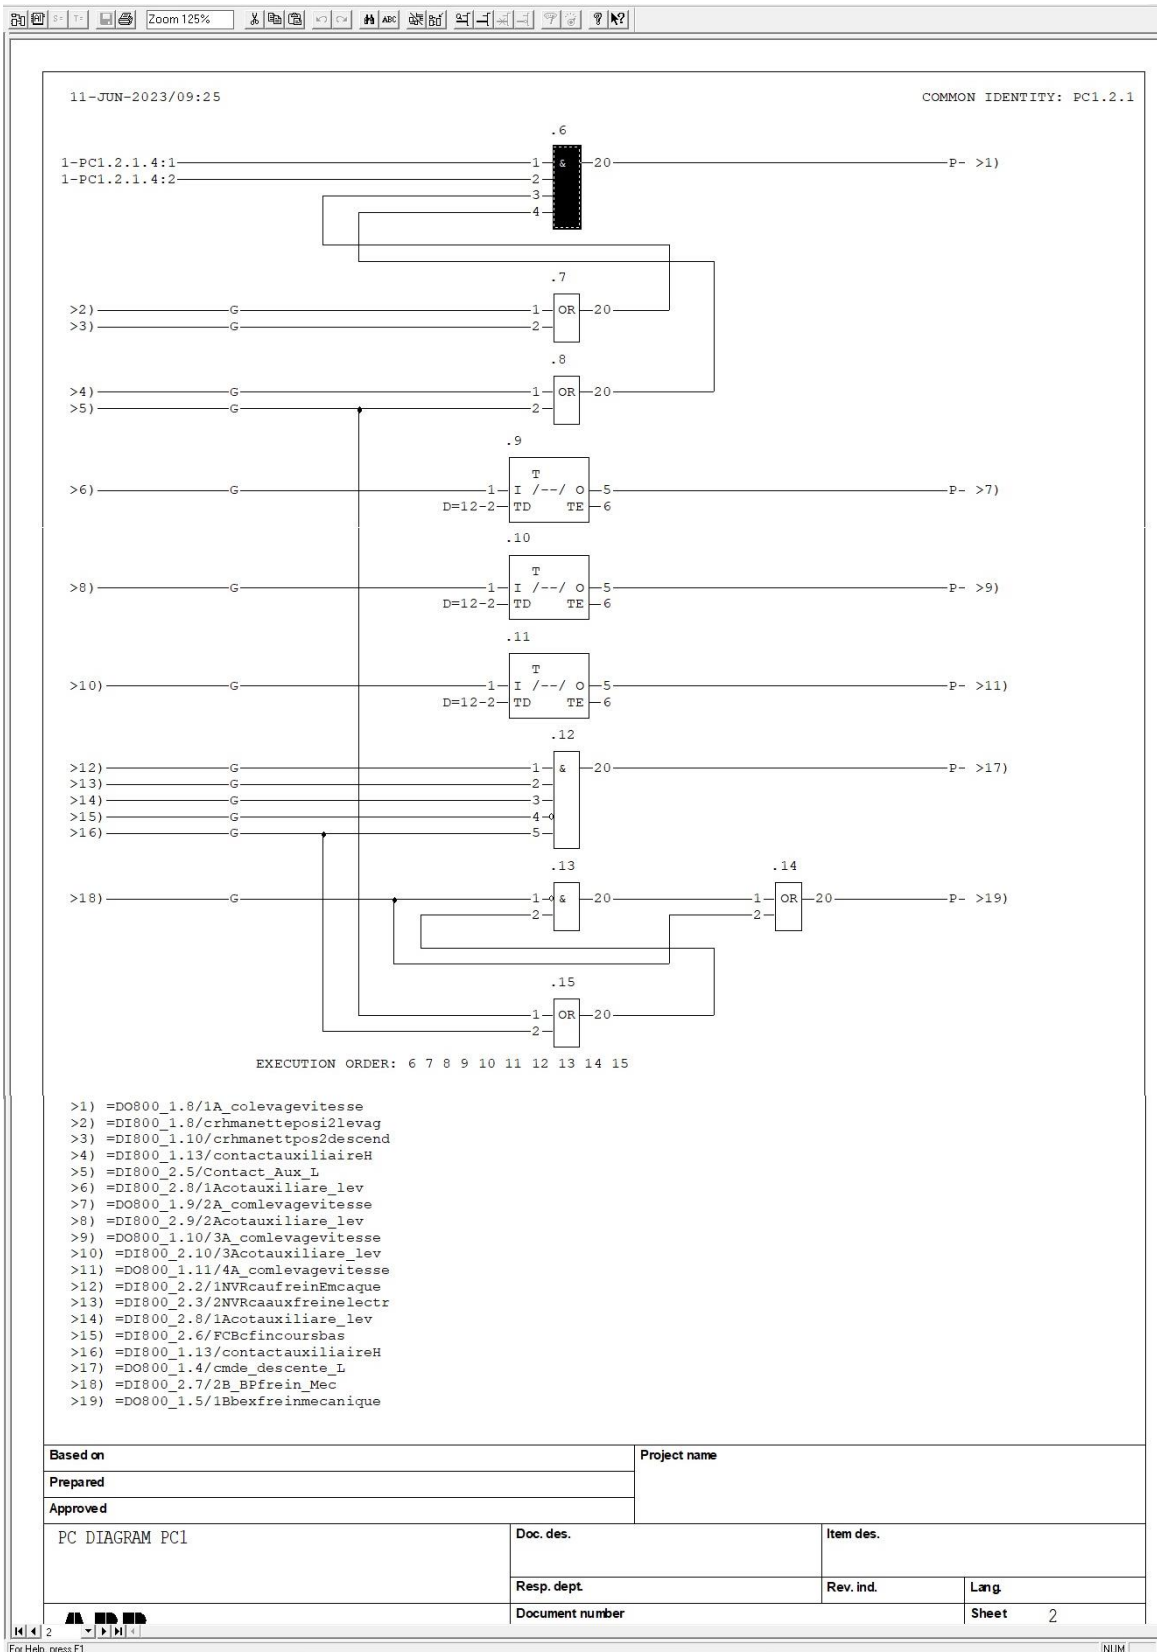 Zoom 125%
11-JUN-2023/09:25 COMMON IDENTITY: PC1.2.1
.6
1-PC1.2.1.4:1 1 & 20 P- >1)
1-PC1.2.1.4:2 2
3
4
.7
>2) G 1 OR 20
>3) G 2
.8
>4) G 1 OR 20
>5) G 2
.9
T
>6) G 1 I /--/ O 5 P- >7)
D=12-2 TD TE 6
.10
T
>8) G 1 I /--/ O 5 P- >9)
D=12-2 TD TE 6
.11
T
>10) G 1 I /--/ O 5 P- >11)
D=12-2 TD TE 6
.12
>12) G 1 & 20 P- >17)
>13) G 2
>14) G 3
>15) G 4
>16) G 5
.13 .14
>18) G 1 & 20 1 OR 20 P- >19)
2 2
.15
1 OR 20
2
EXECUTION ORDER: 6 7 8 9 10 11 12 13 14 15
>1) =DO800_1.8/1A_colevagevitesse
>2) =DI800_1.8/crhmanetteposi2levag
>3) =DI800_1.10/crhmanettpos2descend
>4) =DI800_1.13/contactauxiliaireH
>5) =DI800_2.5/Contact_Aux_L
>6) =DI800_2.8/1Acotauxiliare_lev
>7) =DO800_1.9/2A_comlevagevitesse
>8) =DI800_2.9/2Acotauxiliare_lev
>9) =DO800_1.10/3A_comlevagevitesse
>10) =DI800_2.10/3Acotauxiliare_lev
>11) =DO800_1.11/4A_comlevagevitesse
>12) =DI800_2.2/1NVRcaufreinEmcaque
>13) =DI800_2.3/2NVRcaauxfreinelectr
>14) =DI800_2.8/1Acotauxiliare_lev
>15) =DI800_2.6/FCBcfincoursbas
>16) =DI800_1.13/contactauxiliaireH
>17) =DO800_1.4/cmde_descente_L
>18) =DI800_2.7/2B_BPfrein_Mec
>19) =DO800_1.5/1Bbexfreinmecanique
Based on Project name
Prepared
Approved
PC DIAGRAM PC1 Doc. des. Item des.
Resp. dept. Rev. ind. Lang.
Document number Sheet 2
2
For Help, press F1 NUM